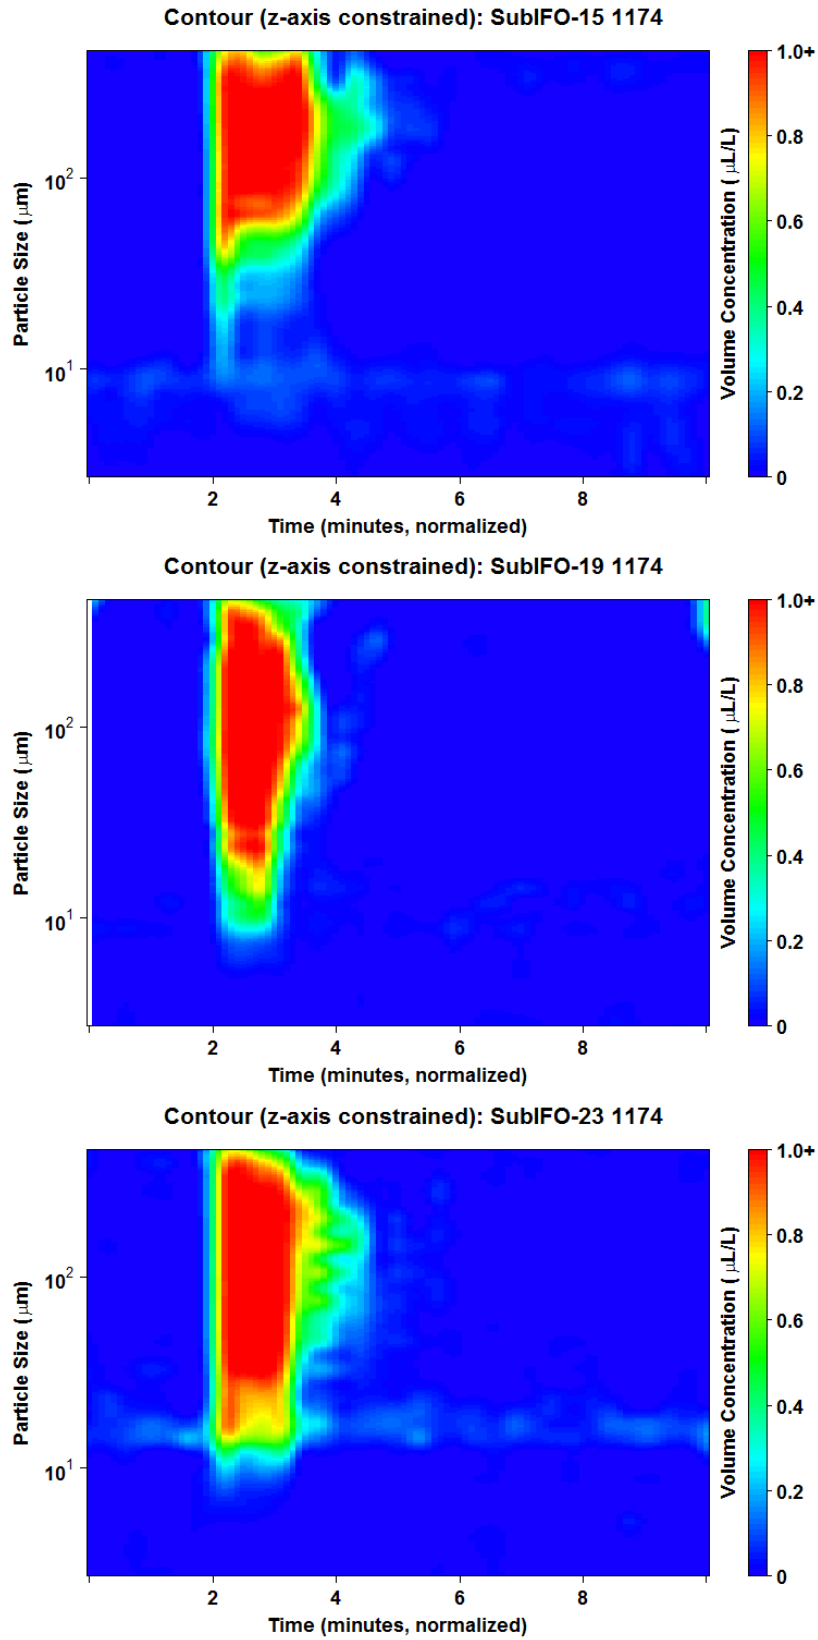 Contour (z-axis constrained): SubIFO-15 1174
Particle Size (μm)
10²
10¹
2 4 6 8
Time (minutes, normalized)
1.0+
0.8
0.6
0.4
0.2
0
Volume Concentration ( μL/L)
Contour (z-axis constrained): SubIFO-19 1174
Particle Size (μm)
10²
10¹
2 4 6 8
Time (minutes, normalized)
1.0+
0.8
0.6
0.4
0.2
0
Volume Concentration ( μL/L)
Contour (z-axis constrained): SubIFO-23 1174
Particle Size (μm)
10²
10¹
2 4 6 8
Time (minutes, normalized)
1.0+
0.8
0.6
0.4
0.2
0
Volume Concentration ( μL/L)